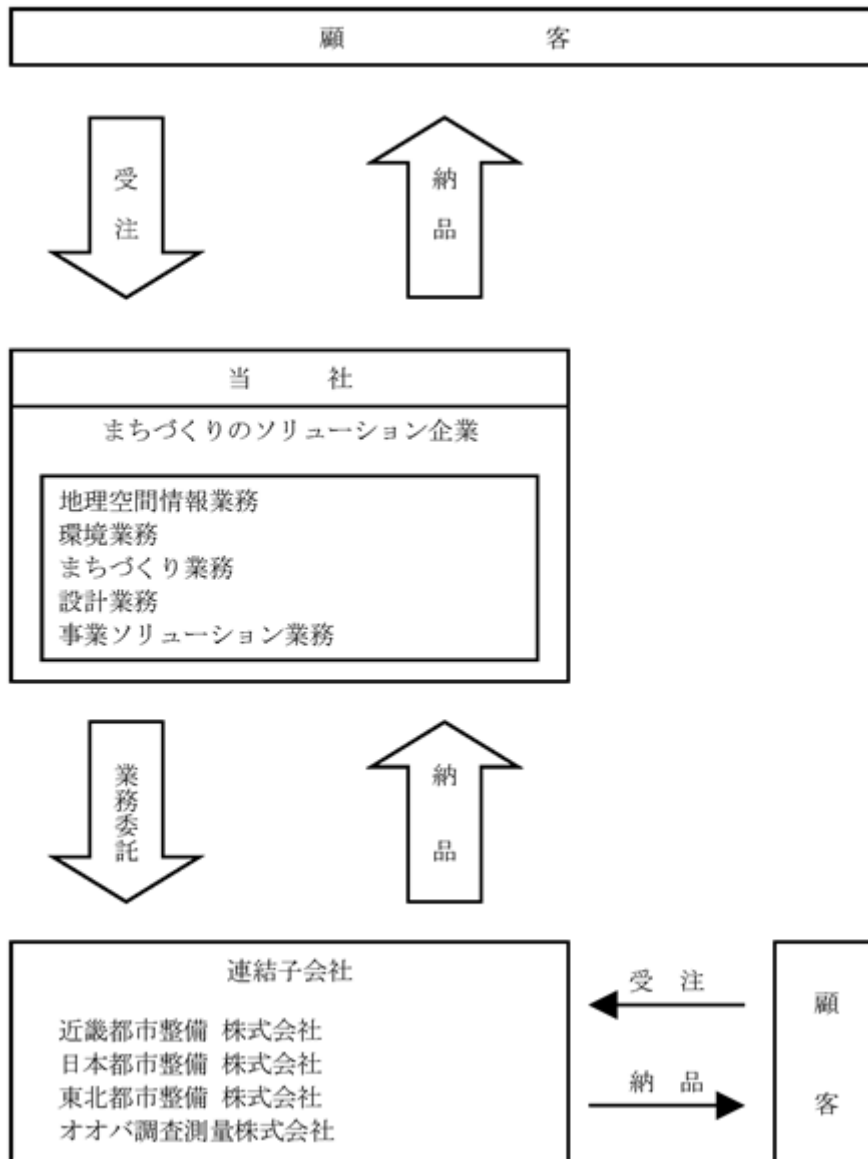 顧客
受注
納品
当社
まちづくりのソリューション企業
地理空間情報業務
環境業務
まちづくり業務
設計業務
事業ソリューション業務
業務委託
納品
連結子会社
近畿都市整備 株式会社
日本都市整備 株式会社
東北都市整備 株式会社
オオバ調査測量株式会社
受注
納品
顧客